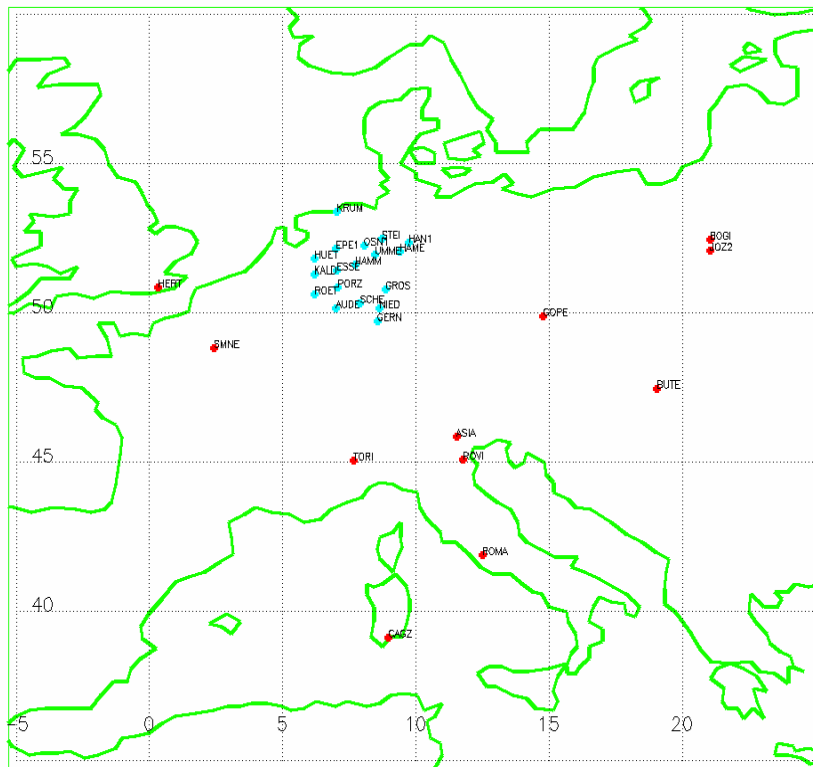 55
KRUM
STEI
HAN1
OSN1
EPE1
UMME
HAME
BOGI
JOZ2
HUET
HAMM
ESSE
KALD
HERT
PORZ
GROS
ROET
SCHE
AUDE
NIED
50
GERN
GOPE
SMNE
BUTE
ASIA
45
TORI
ROVI
ROMA
40
CAGZ
-5 0 5 10 15 20